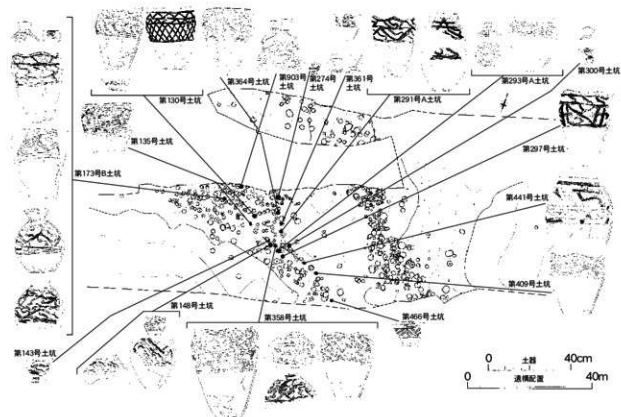 第364号土坑
第903号
土坑
第274号
土坑
第361号
土坑
第293号A土坑
第300号
土坑
第130号土坑
第291号A土坑
第135号土坑
第297号土坑
第173号B土坑
第441号土坑
第409号土坑
第148号土坑
第358号土坑
第466号土坑
第143号土坑
0 土器 40cm
0 遺構配置 40m